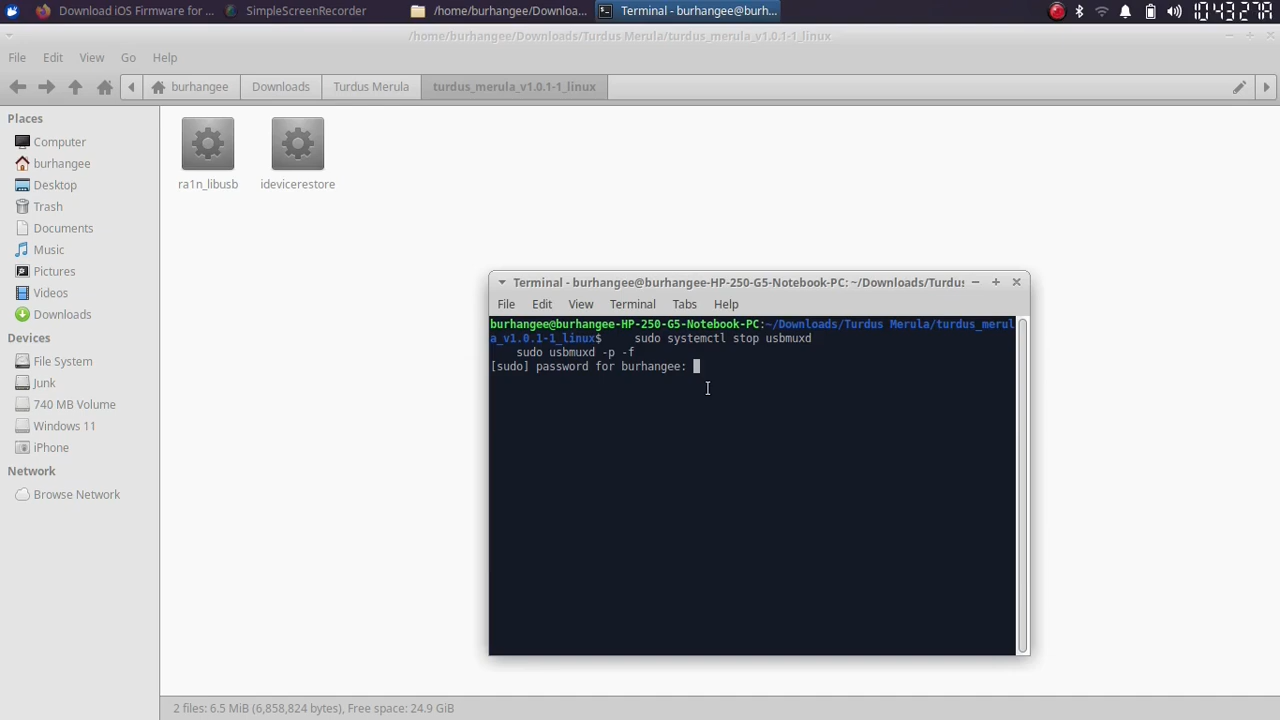 Download iOS Firmware for ...
SimpleScreenRecorder
/home/burhangee/Downloa...
Terminal - burhangee@burh...
/home/burhangee/Downloads/Turdus Merula/turdus_merula_v1.0.1-1_linux
File Edit View Go Help
burhangee Downloads Turdus Merula turdus_merula_v1.0.1-1_linux
Places
Computer
burhangee
Desktop
Trash
Documents
Music
Pictures
Videos
Downloads
Devices
File System
Junk
740 MB Volume
Windows 11
iPhone
Network
Browse Network
ra1n_libusb
idevicerestore
Terminal - burhangee@burhangee-HP-250-G5-Notebook-PC: ~/Downloads/Turdus
File Edit View Terminal Tabs Help
burhangee@burhangee-HP-250-G5-Notebook-PC:~/Downloads/Turdus Merula/turdus_merul
a_v1.0.1-1_linux$     sudo systemctl stop usbmuxd
    sudo usbmuxd -p -f
[sudo] password for burhangee:
2 files: 6.5 MiB (6,858,824 bytes), Free space: 24.9 GiB